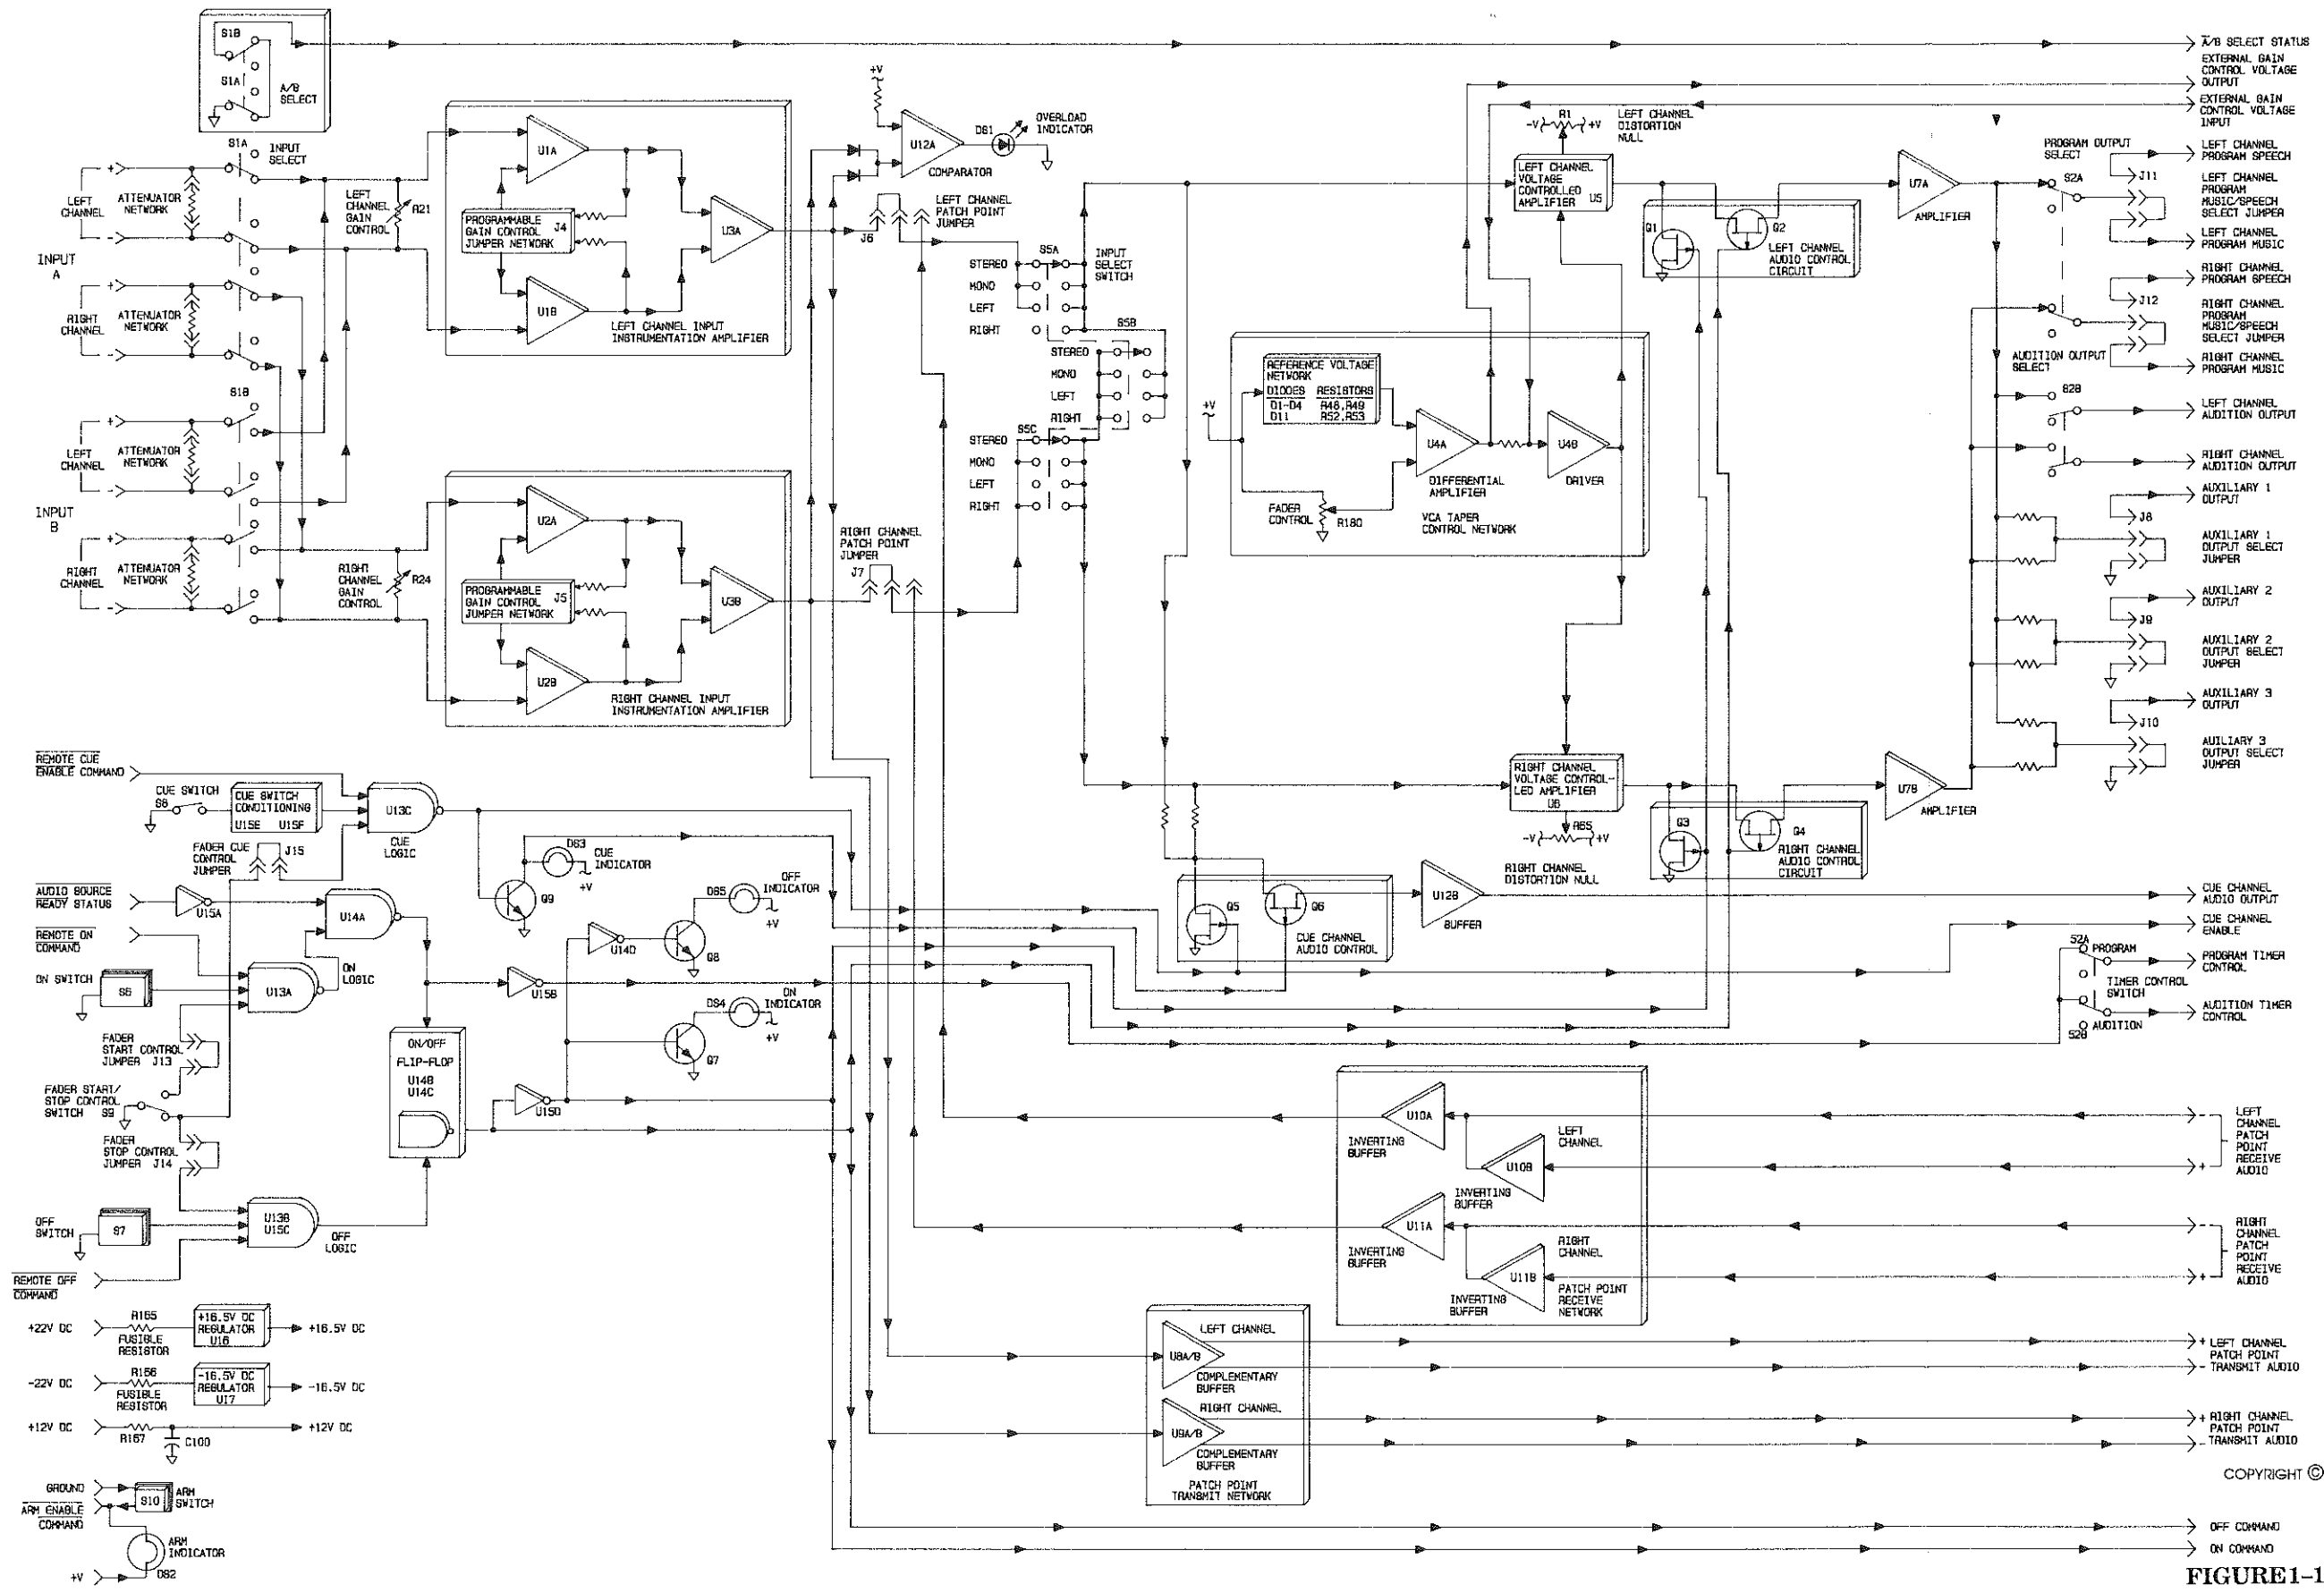 S1B
S1A
A/B
SELECT
A/B SELECT STATUS
EXTERNAL GAIN
CONTROL VOLTAGE
OUTPUT
EXTERNAL GAIN
CONTROL VOLTAGE
INPUT
S1A
INPUT
SELECT
+
LEFT
CHANNEL
-
ATTENUATOR
NETWORK
LEFT
CHANNEL
GAIN
CONTROL
R21
INPUT
A
+
RIGHT
CHANNEL
-
ATTENUATOR
NETWORK
S1B
+
LEFT
CHANNEL
-
ATTENUATOR
NETWORK
INPUT
B
+
RIGHT
CHANNEL
-
ATTENUATOR
NETWORK
RIGHT
CHANNEL
GAIN
CONTROL
R24
U1A
PROGRAMMABLE
GAIN CONTROL J4
JUMPER NETWORK
U3A
U1B
LEFT CHANNEL INPUT
INSTRUMENTATION AMPLIFIER
U2A
PROGRAMMABLE
GAIN CONTROL J5
JUMPER NETWORK
U3B
U2B
RIGHT CHANNEL INPUT
INSTRUMENTATION AMPLIFIER
+V
U12A
COMPARATOR
DS1
OVERLOAD
INDICATOR
LEFT CHANNEL
PATCH POINT
JUMPER
J6
RIGHT CHANNEL
PATCH POINT
JUMPER
J7
S5A
INPUT
SELECT
SWITCH
STEREO
MONO
LEFT
RIGHT
S5B
STEREO
MONO
LEFT
RIGHT
S5C
STEREO
MONO
LEFT
RIGHT
R1
-V
+V
LEFT CHANNEL
DISTORTION
NULL
LEFT CHANNEL
VOLTAGE
CONTROLLED
AMPLIFIER U5
Q1
Q2
LEFT CHANNEL
AUDIO CONTROL
CIRCUIT
U7A
AMPLIFIER
REFERENCE VOLTAGE
NETWORK
DIODES RESISTORS
D1-D4 R48,R49
D11 R52,R53
+V
U4A
DIFFERENTIAL
AMPLIFIER
U4B
DRIVER
FADER
CONTROL
R180
VCA TAPER
CONTROL NETWORK
PROGRAM OUTPUT
SELECT
S2A
J11
LEFT CHANNEL
PROGRAM SPEECH
LEFT CHANNEL
PROGRAM
MUSIC/SPEECH
SELECT JUMPER
LEFT CHANNEL
PROGRAM MUSIC
RIGHT CHANNEL
PROGRAM SPEECH
J12
RIGHT CHANNEL
PROGRAM
MUSIC/SPEECH
SELECT JUMPER
RIGHT CHANNEL
PROGRAM MUSIC
AUDITION OUTPUT
SELECT
S2B
LEFT CHANNEL
AUDITION OUTPUT
RIGHT CHANNEL
AUDITION OUTPUT
AUXILIARY 1
OUTPUT
J8
AUXILIARY 1
OUTPUT SELECT
JUMPER
AUXILIARY 2
OUTPUT
J9
AUXILIARY 2
OUTPUT SELECT
JUMPER
AUXILIARY 3
OUTPUT
J10
AUILIARY 3
OUTPUT SELECT
JUMPER
RIGHT CHANNEL
VOLTAGE CONTROL-
LED AMPLIFIER
U6
-V
R65
+V
RIGHT CHANNEL
DISTORTION NULL
Q3
Q4
RIGHT CHANNEL
AUDIO CONTROL
CIRCUIT
U7B
AMPLIFIER
REMOTE CUE
ENABLE COMMAND
CUE SWITCH
S8
CUE SWITCH
CONDITIONING
U15E U15F
U13C
CUE
LOGIC
FADER CUE
CONTROL
JUMPER
J15
DS3
CUE
INDICATOR
+V
Q9
AUDIO SOURCE
READY STATUS
U15A
U14A
REMOTE ON
COMMAND
ON
LOGIC
ON SWITCH
S6
U13A
U15B
U14D
DS5
OFF
INDICATOR
+V
Q8
DS4
ON
INDICATOR
+V
Q7
FADER
START CONTROL
JUMPER J13
FADER START/
STOP CONTROL
SWITCH S9
FADER
STOP CONTROL
JUMPER J14
ON/OFF
FLIP-FLOP
U14B
U14C
U15D
OFF
SWITCH
S7
U13B
U15C
OFF
LOGIC
REMOTE OFF
COMMAND
Q5
Q6
CUE CHANNEL
AUDIO CONTROL
U12B
BUFFER
CUE CHANNEL
AUDIO OUTPUT
CUE CHANNEL
ENABLE
S2A
PROGRAM
PROGRAM TIMER
CONTROL
TIMER CONTROL
SWITCH
AUDITION TIMER
CONTROL
AUDITION
S2B
U10A
INVERTING
BUFFER
LEFT
CHANNEL
U10B
INVERTING
BUFFER
U11A
INVERTING
BUFFER
RIGHT
CHANNEL
U11B
INVERTING
BUFFER
PATCH POINT
RECEIVE
NETWORK
-
+
LEFT
CHANNEL
PATCH
POINT
RECEIVE
AUDIO
-
+
RIGHT
CHANNEL
PATCH
POINT
RECEIVE
AUDIO
+22V DC
R165
FUSIBLE
RESISTOR
+16.5V DC
REGULATOR
U16
+16.5V DC
-22V DC
R166
FUSIBLE
RESISTOR
-16.5V DC
REGULATOR
U17
-16.5V DC
+12V DC
R167
C100
+12V DC
LEFT CHANNEL
U8A/B
COMPLEMENTARY
BUFFER
RIGHT CHANNEL
U9A/B
COMPLEMENTARY
BUFFER
PATCH POINT
TRANSMIT NETWORK
+ LEFT CHANNEL
PATCH POINT
- TRANSMIT AUDIO
+ RIGHT CHANNEL
PATCH POINT
- TRANSMIT AUDIO
COPYRIGHT ©
GROUND
ARM ENABLE
COMMAND
S10
ARM
SWITCH
ARM
INDICATOR
DS2
+V
OFF COMMAND
ON COMMAND
FIGURE 1-1